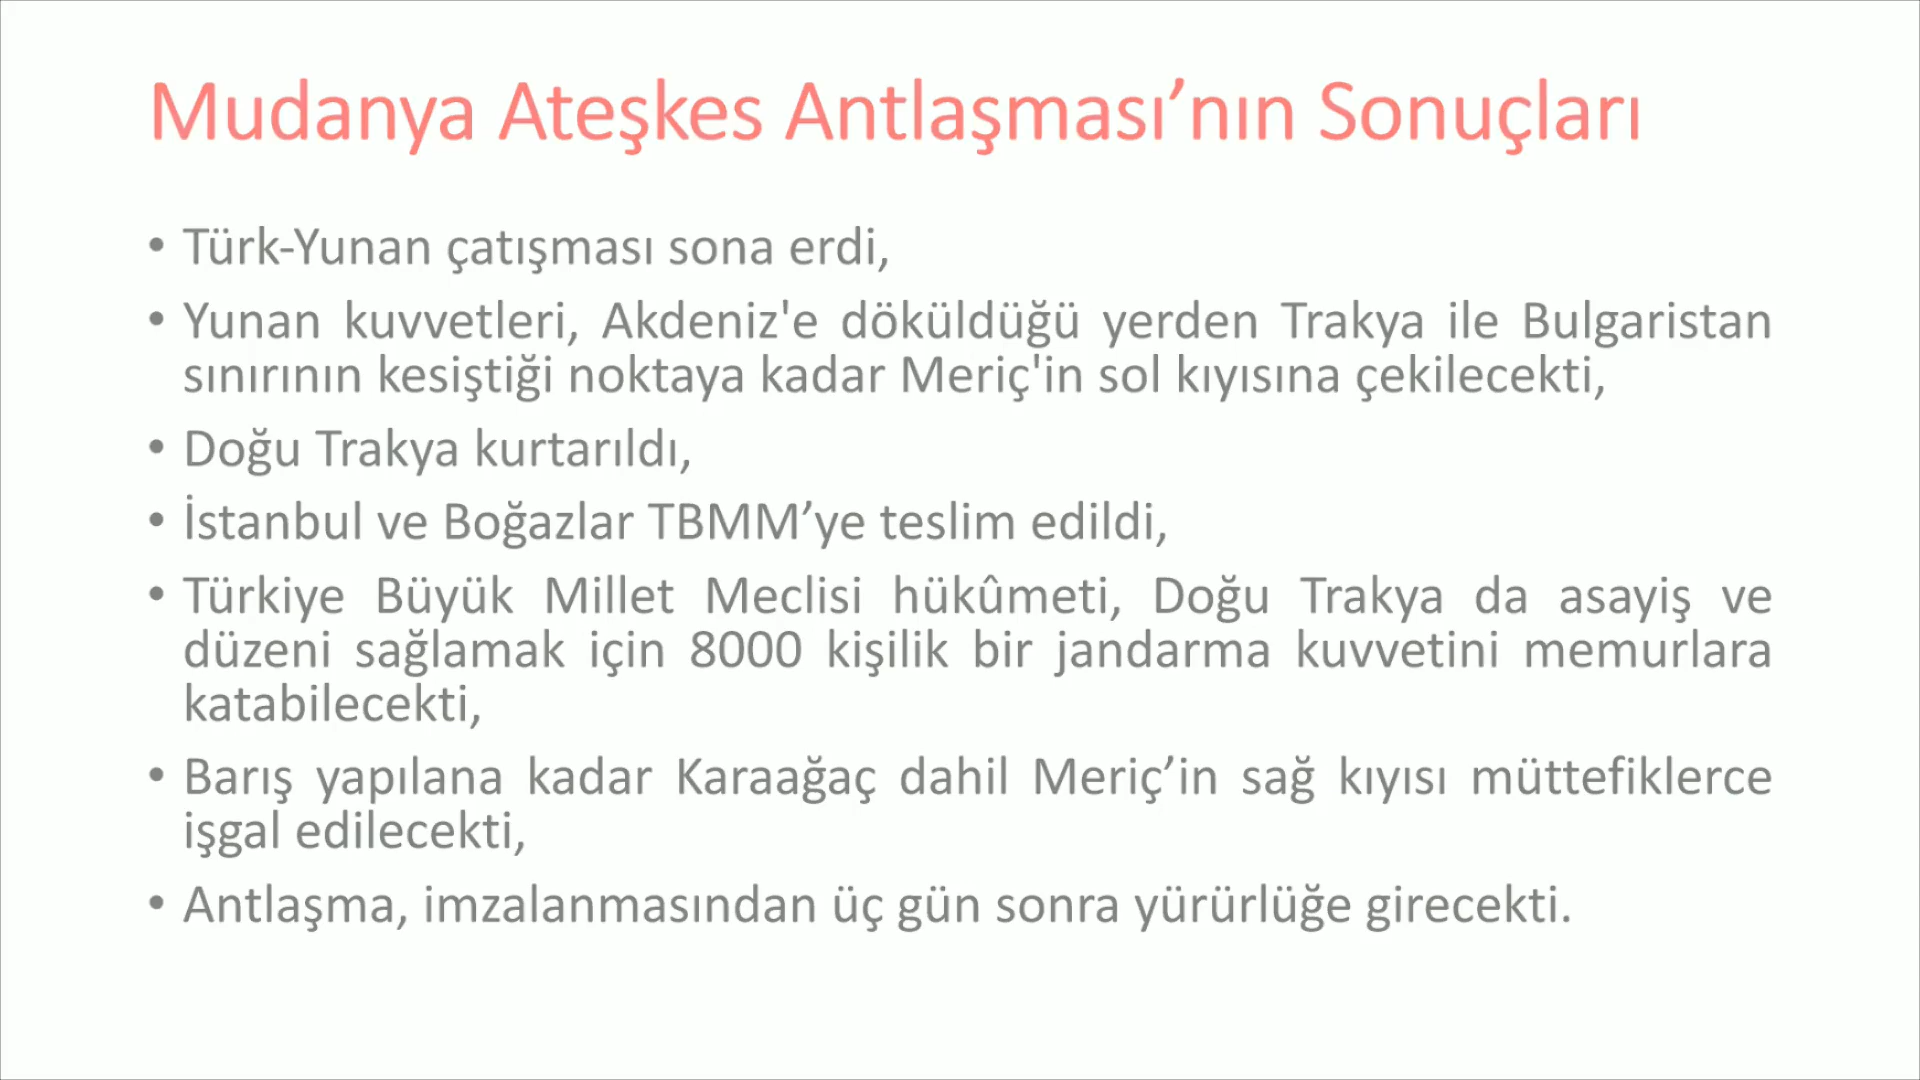 Mudanya Ateşkes Antlaşması’nın Sonuçları
• Türk-Yunan çatışması sona erdi,
• Yunan kuvvetleri, Akdeniz'e döküldüğü yerden Trakya ile Bulgaristan
sınırının kesiştiği noktaya kadar Meriç'in sol kıyısına çekilecekti,
• Doğu Trakya kurtarıldı,
• İstanbul ve Boğazlar TBMM’ye teslim edildi,
• Türkiye Büyük Millet Meclisi hükûmeti, Doğu Trakya da asayiş ve
düzeni sağlamak için 8000 kişilik bir jandarma kuvvetini memurlara
katabilecekti,
• Barış yapılana kadar Karaağaç dahil Meriç’in sağ kıyısı müttefiklerce
işgal edilecekti,
• Antlaşma, imzalanmasından üç gün sonra yürürlüğe girecekti.